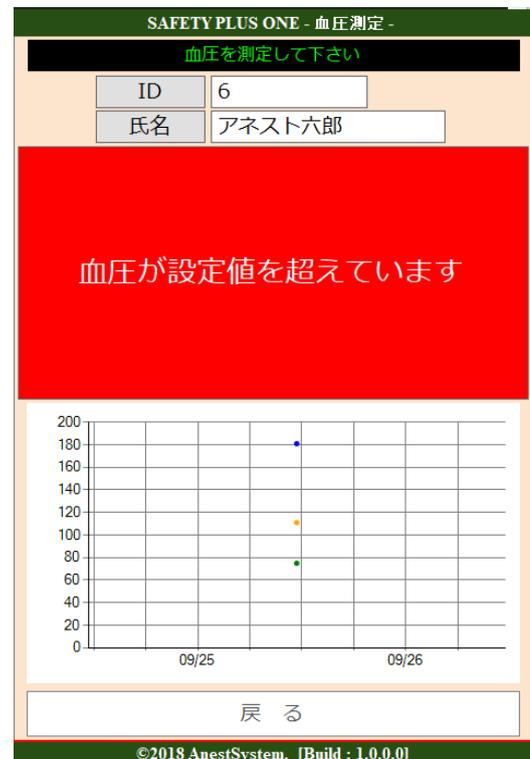 SAFETY PLUS ONE - 血圧測定 -
血圧を測定して下さい
ID 6
氏名 アネスト六郎
血圧が設定値を超えています
200
180
160
140
120
100
80
60
40
20
0
09/25 09/26
戻 る
©2018 AnestSystem. [Build : 1.0.0.0]